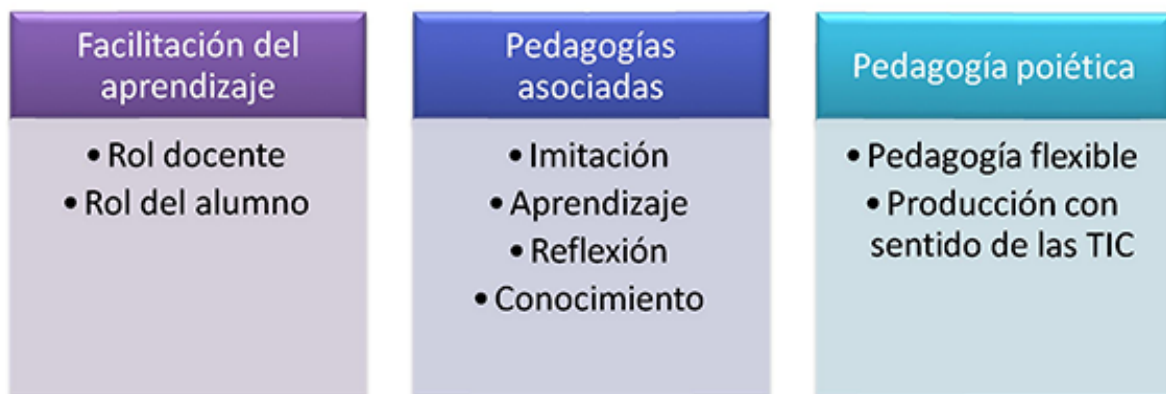 Facilitación del
aprendizaje
• Rol docente
• Rol del alumno
Pedagogías
asociadas
• Imitación
• Aprendizaje
• Reflexión
• Conocimiento
Pedagogía poiética
• Pedagogía flexible
• Producción con
sentido de las TIC